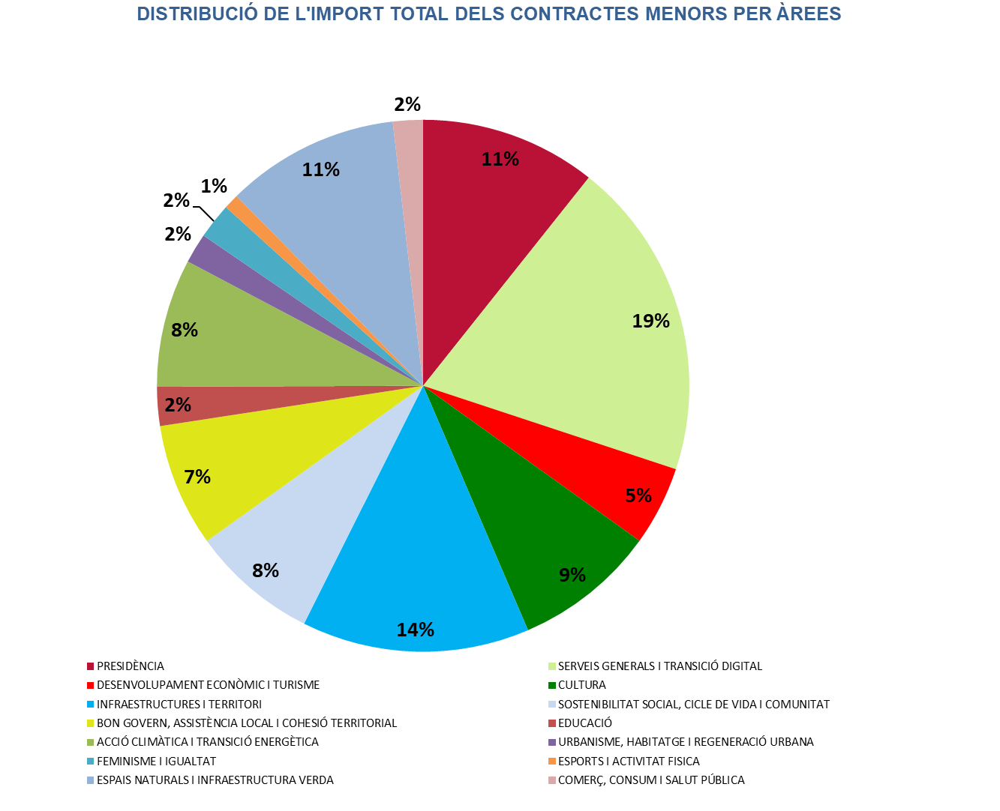 DISTRIBUCIÓ DE L'IMPORT TOTAL DELS CONTRACTES MENORS PER ÀREES
2%
11%
11%
1%
2%
2%
19%
8%
2%
7%
5%
8%
9%
14%
PRESIDÈNCIA
SERVEIS GENERALS I TRANSICIÓ DIGITAL
DESENVOLUPAMENT ECONÒMIC I TURISME
CULTURA
INFRAESTRUCTURES I TERRITORI
SOSTENIBILITAT SOCIAL, CICLE DE VIDA I COMUNITAT
BON GOVERN, ASSISTÈNCIA LOCAL I COHESIÓ TERRITORIAL
EDUCACIÓ
ACCIÓ CLIMÀTICA I TRANSICIÓ ENERGÈTICA
URBANISME, HABITATGE I REGENERACIÓ URBANA
FEMINISME I IGUALTAT
ESPORTS I ACTIVITAT FISICA
ESPAIS NATURALS I INFRAESTRUCTURA VERDA
COMERÇ, CONSUM I SALUT PÚBLICA